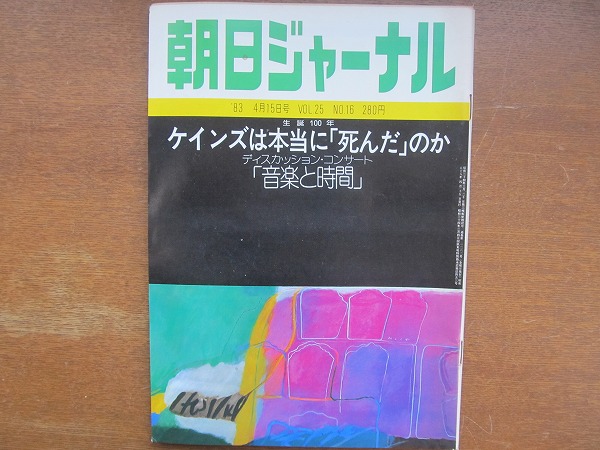 朝日ジャーナル
'83 4月15日号 VOL.25 NO.16 280円
生誕100年
ケインズは本当に「死んだ」のか
ディスカッション・コンサート
「音楽と時間」